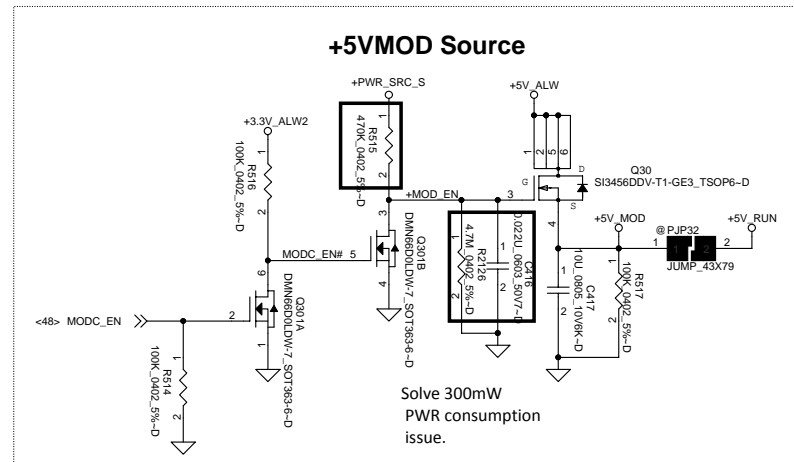 +5VMOD Source
+PWR_SRC_S
+5V_ALW
+3.3V_ALW2
1
R515
470K_0402_5%~D
2
1
R516
100K_0402_5%~D
2
1
2
5
6
D
Q30
SI3456DDV-T1-GE3_TSOP6~D
G
S
3
4
+MOD_EN
+5V_MOD
+5V_RUN
@ PJP32
1
1
2
2
JUMP_43X79
MODC_EN#
5
3
4
Q301B
DMN66D0LDW-7_SOT363-6~D
1
R2126
4.7M_0402_5%~D
2
1
C416
0.022U_0603_50V7~D
2
1
C417
10U_0805_10V6K~D
2
1
R517
100K_0402_5%~D
2
6
2
1
Q301A
DMN66D0LDW-7_SOT363-6~D
<48> MODC_EN
1
R514
100K_0402_5%~D
2
Solve 300mW
PWR consumption
issue.